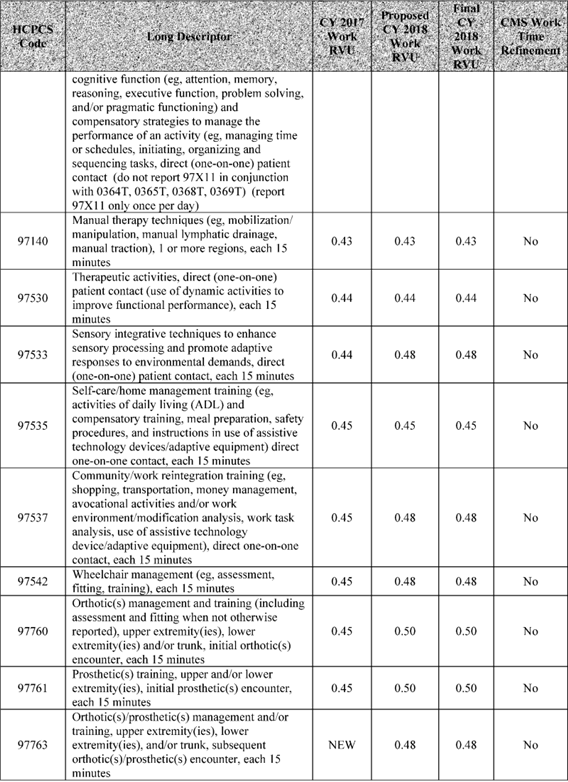 HCPCS Code
Long Descriptor
CY 2017 Work RVU
Proposed CY 2018 Work RVU
Final CY 2018 Work RVU
CMS Work Time Refinement
cognitive function (eg, attention, memory,
reasoning, executive function, problem solving,
and/or pragmatic functioning) and
compensatory strategies to manage the
performance of an activity (eg, managing time
or schedules, initiating, organizing and
sequencing tasks, direct (one-on-one) patient
contact  (do not report 97X11 in conjunction
with 0364T, 0365T, 0368T, 0369T)  (report
97X11 only once per day)
97140
Manual therapy techniques (eg, mobilization/
manipulation, manual lymphatic drainage,
manual traction), 1 or more regions, each 15
minutes
0.43 0.43 0.43 No
97530
Therapeutic activities, direct (one-on-one)
patient contact (use of dynamic activities to
improve functional performance), each 15
minutes
0.44 0.44 0.44 No
97533
Sensory integrative techniques to enhance
sensory processing and promote adaptive
responses to environmental demands, direct
(one-on-one) patient contact, each 15 minutes
0.44 0.48 0.48 No
97535
Self-care/home management training (eg,
activities of daily living (ADL) and
compensatory training, meal preparation, safety
procedures, and instructions in use of assistive
technology devices/adaptive equipment) direct
one-on-one contact, each 15 minutes
0.45 0.45 0.45 No
97537
Community/work reintegration training (eg,
shopping, transportation, money management,
avocational activities and/or work
environment/modification analysis, work task
analysis, use of assistive technology
device/adaptive equipment), direct one-on-one
contact, each 15 minutes
0.45 0.48 0.48 No
97542
Wheelchair management (eg, assessment,
fitting, training), each 15 minutes
0.45 0.48 0.48 No
97760
Orthotic(s) management and training (including
assessment and fitting when not otherwise
reported), upper extremity(ies), lower
extremity(ies) and/or trunk, initial orthotic(s)
encounter, each 15 minutes
0.45 0.50 0.50 No
97761
Prosthetic(s) training, upper and/or lower
extremity(ies), initial prosthetic(s) encounter,
each 15 minutes
0.45 0.50 0.50 No
97763
Orthotic(s)/prosthetic(s) management and/or
training, upper extremity(ies), lower
extremity(ies), and/or trunk, subsequent
orthotic(s)/prosthetic(s) encounter, each 15
minutes
NEW 0.48 0.48 No